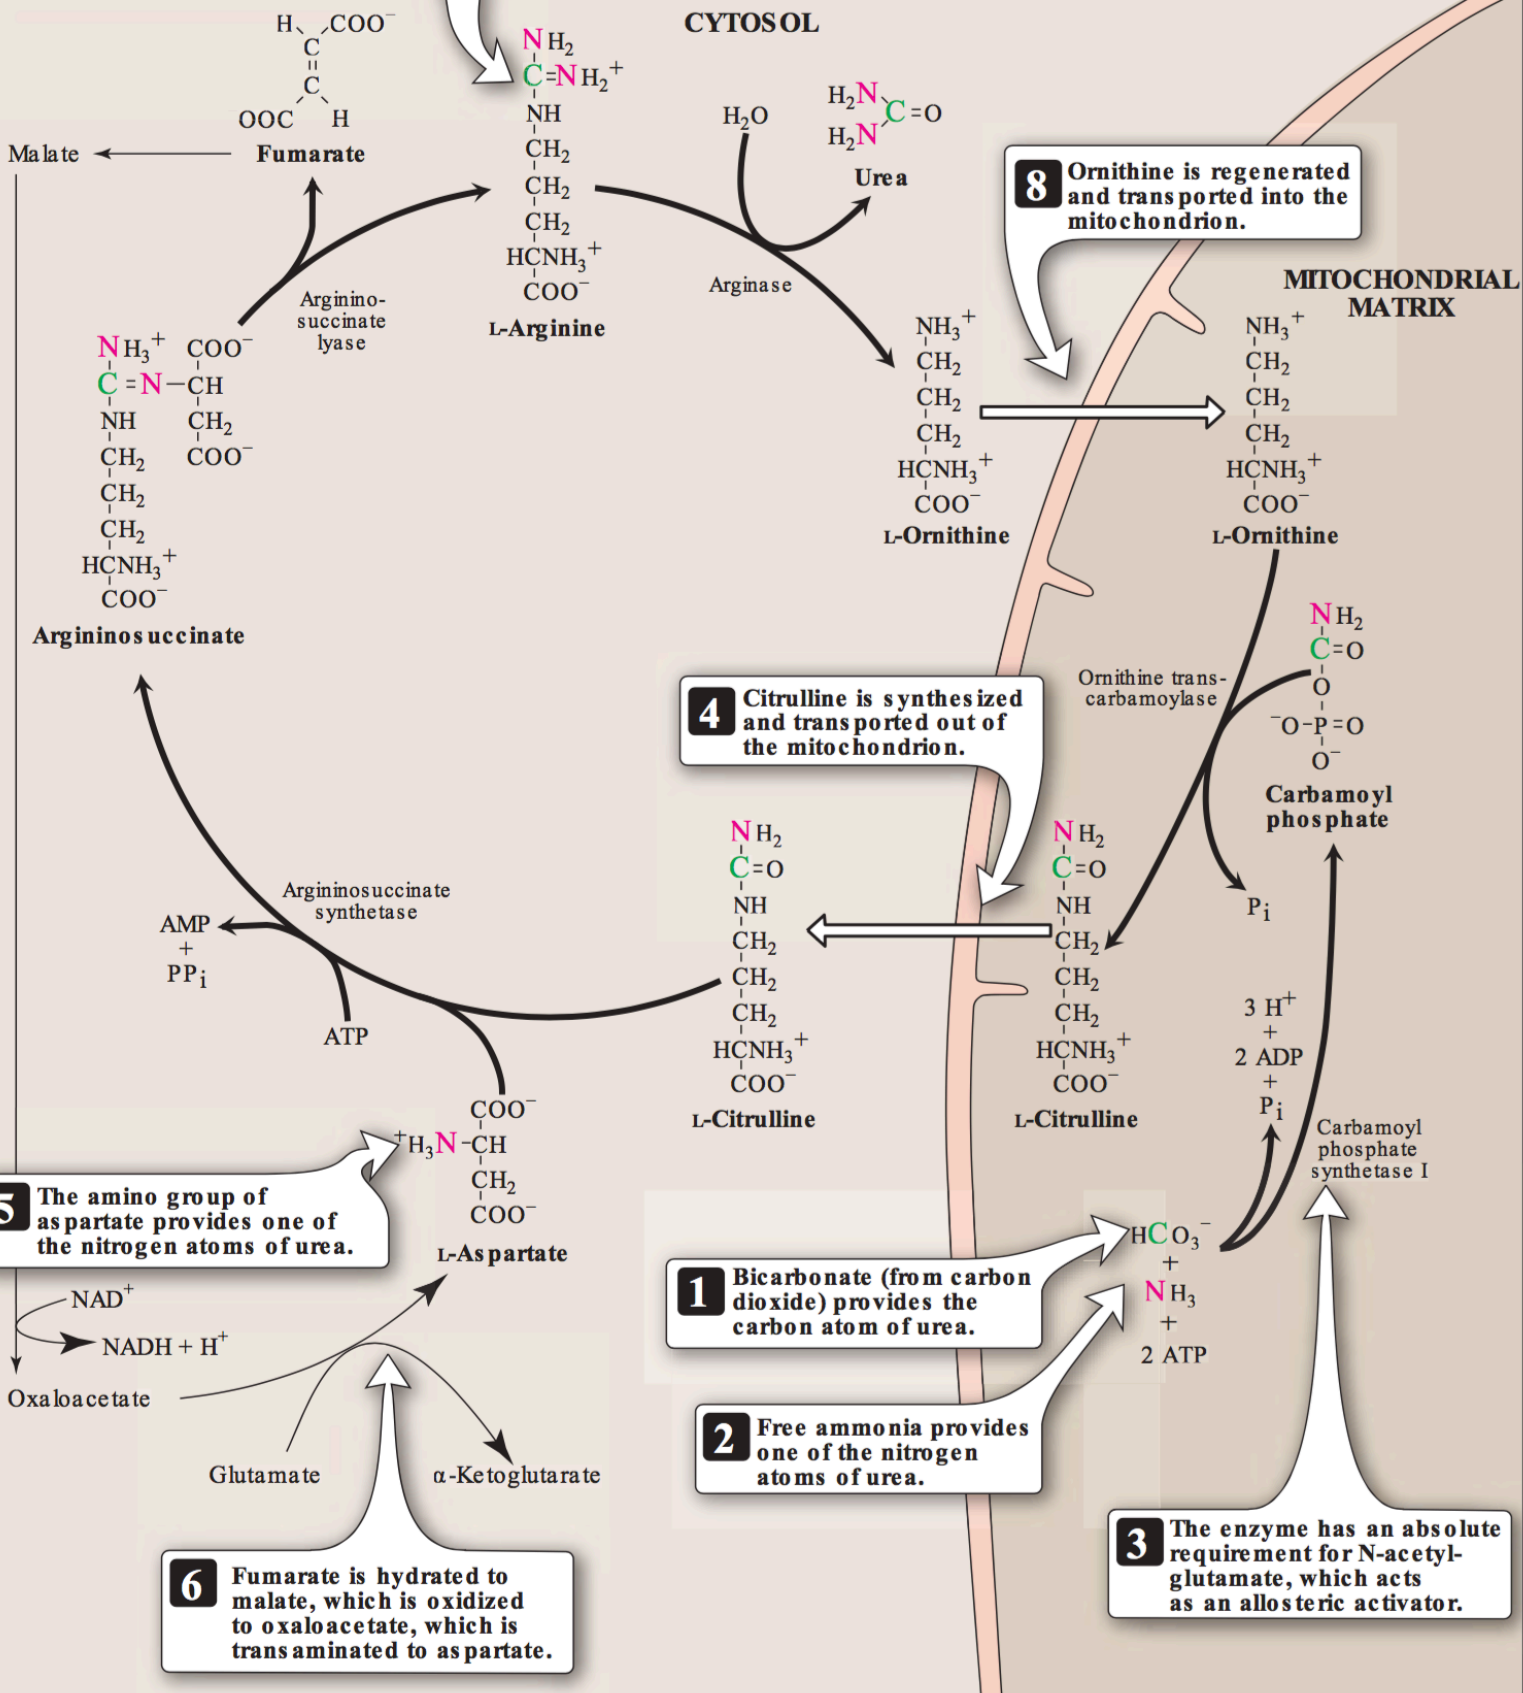 CYTOSOL
H COO⁻
C
=
C
OOC H
Fumarate
Malate
NH₂
C=NH₂⁺
NH
CH₂
CH₂
CH₂
HCNH₃⁺
COO⁻
L-Arginine
H₂O
H₂N
C=O
H₂N
Urea
8 Ornithine is regenerated
and transported into the
mitochondrion.
MITOCHONDRIAL
MATRIX
Arginino-
succinate
lyase
Arginase
NH₃⁺ COO⁻
C=N–CH
NH CH₂
CH₂ COO⁻
CH₂
CH₂
HCNH₃⁺
COO⁻
Argininosuccinate
NH₃⁺
CH₂
CH₂
CH₂
HCNH₃⁺
COO⁻
L-Ornithine
NH₃⁺
CH₂
CH₂
CH₂
HCNH₃⁺
COO⁻
L-Ornithine
Ornithine trans-
carbamoylase
NH₂
C=O
O
⁻O-P=O
O⁻
Carbamoyl
phosphate
Pi
4 Citrulline is synthesized
and transported out of
the mitochondrion.
NH₂
C=O
NH
CH₂
CH₂
CH₂
HCNH₃⁺
COO⁻
L-Citrulline
NH₂
C=O
NH
CH₂
CH₂
CH₂
HCNH₃⁺
COO⁻
L-Citrulline
Argininosuccinate
synthetase
AMP
+
PPi
ATP
COO⁻
⁺H₃N-CH
CH₂
COO⁻
L-Aspartate
5 The amino group of
aspartate provides one of
the nitrogen atoms of urea.
3 H⁺
+
2 ADP
+
Pi
Carbamoyl
phosphate
synthetase I
HCO₃⁻
+
NH₃
+
2 ATP
1 Bicarbonate (from carbon
dioxide) provides the
carbon atom of urea.
2 Free ammonia provides
one of the nitrogen
atoms of urea.
3 The enzyme has an absolute
requirement for N-acetyl-
glutamate, which acts
as an allosteric activator.
NAD⁺
NADH + H⁺
Oxaloacetate
Glutamate
α-Ketoglutarate
6 Fumarate is hydrated to
malate, which is oxidized
to oxaloacetate, which is
transaminated to aspartate.